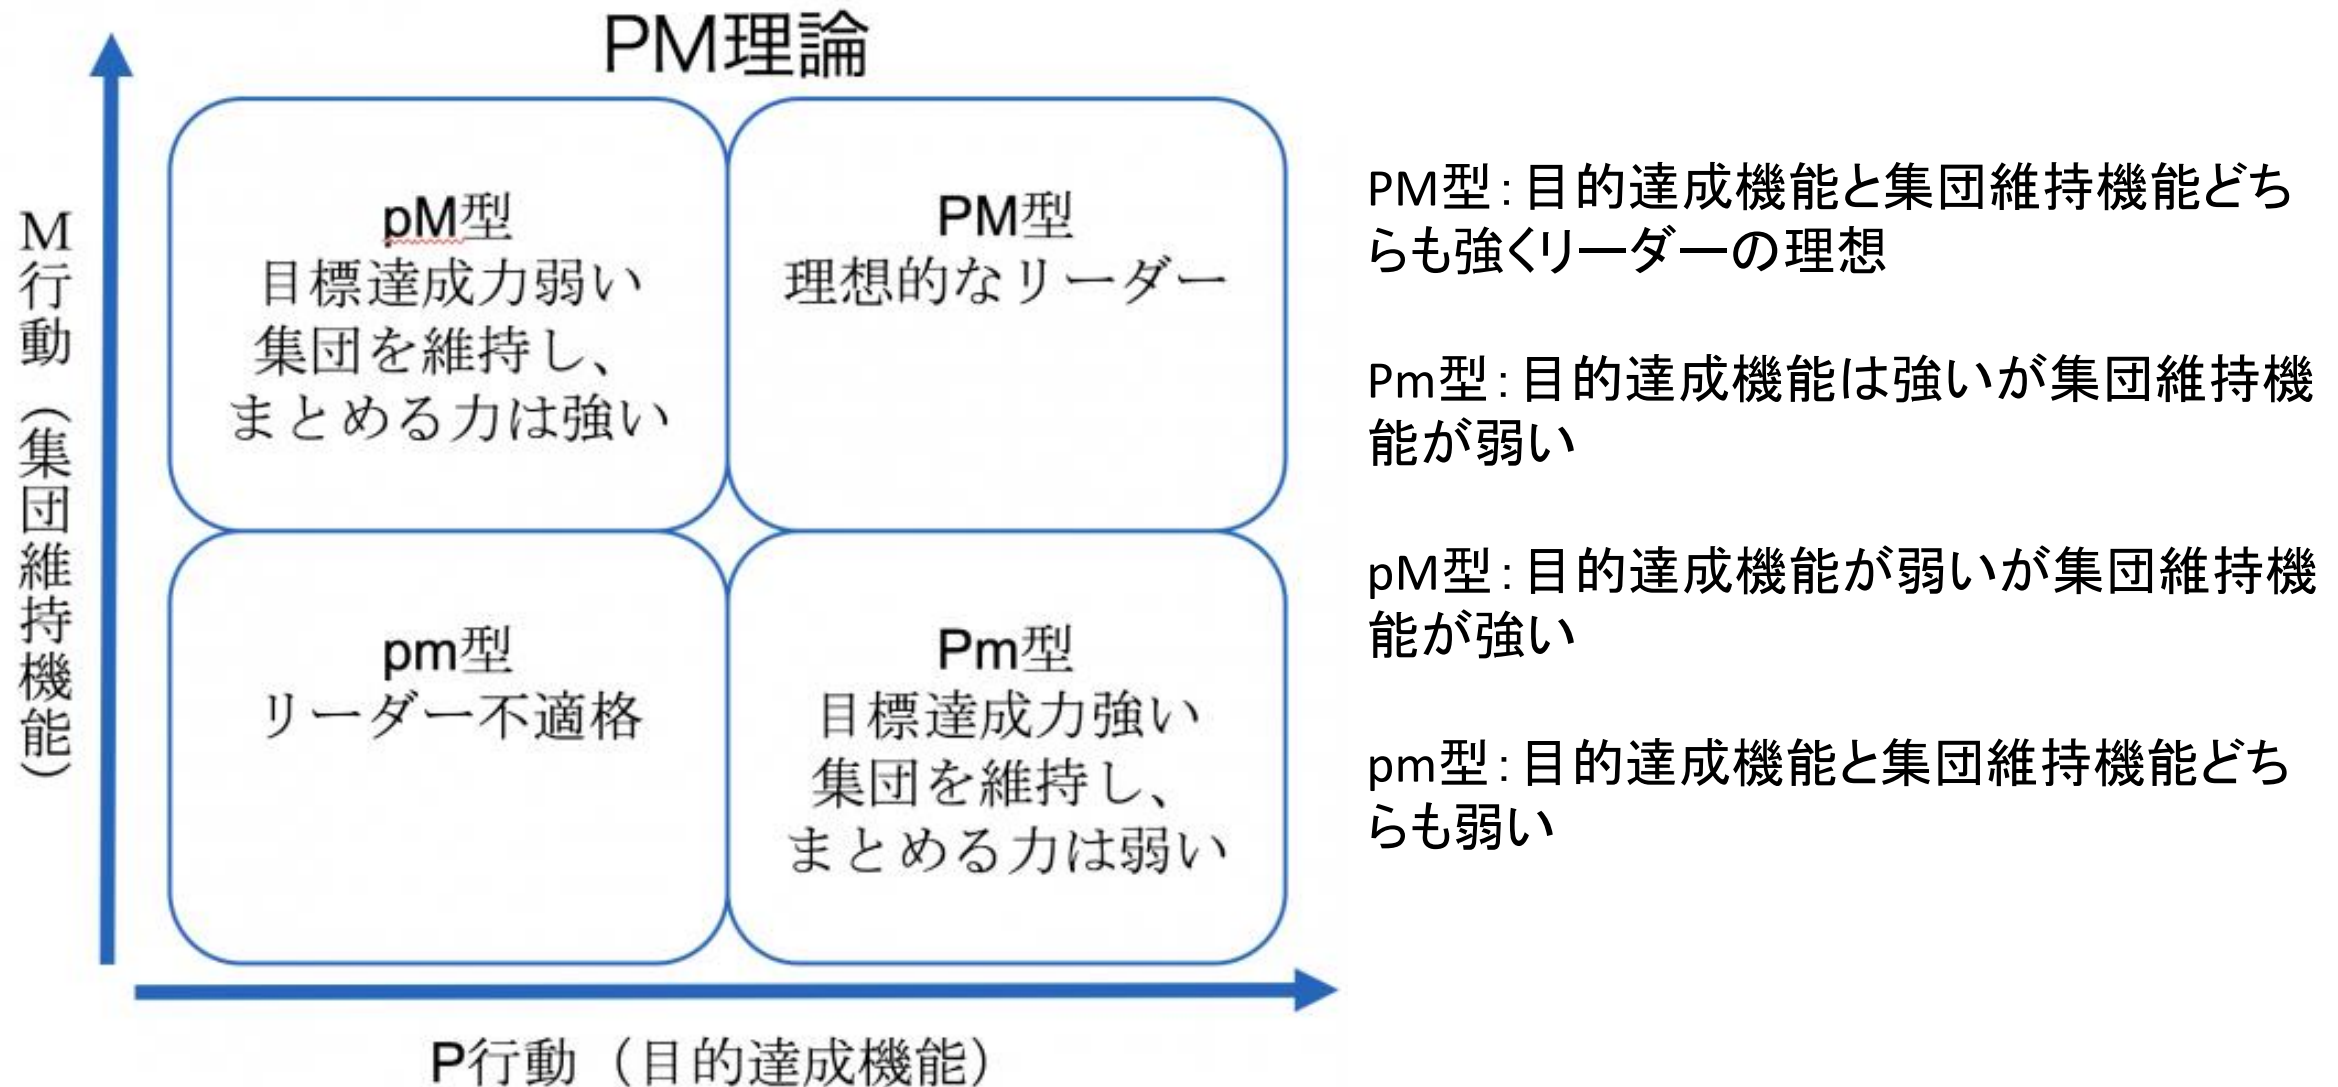 PM理論
M行動（集団維持機能）
pM型
目標達成力弱い
集団を維持し、
まとめる力は強い
PM型
理想的なリーダー
pm型
リーダー不適格
Pm型
目標達成力強い
集団を維持し、
まとめる力は弱い
P行動（目的達成機能）
PM型：目的達成機能と集団維持機能どち
らも強くリーダーの理想
Pm型：目的達成機能は強いが集団維持機
能が弱い
pM型：目的達成機能が弱いが集団維持機
能が強い
pm型：目的達成機能と集団維持機能どち
らも弱い